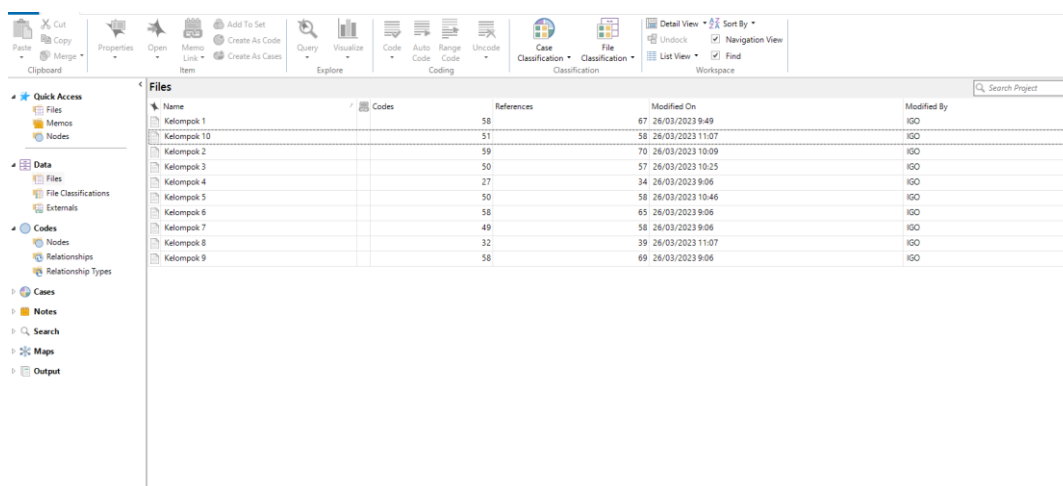 Cut
Copy
Merge
Paste
Clipboard
Properties
Open
Memo Link
Add To Set
Create As Code
Create As Cases
Item
Query
Visualize
Explore
Code
Auto Code
Range Code
Uncode
Coding
Case Classification
File Classification
Classification
Detail View
Sort By
Undock
Navigation View
List View
Find
Workspace
Quick Access
Files
Memos
Nodes
Data
Files
File Classifications
Externals
Codes
Nodes
Relationships
Relationship Types
Cases
Notes
Search
Maps
Output
Files
Search Project
Name Codes References Modified On Modified By
Kelompok 1 58 67 26/03/2023 9:49 IGO
Kelompok 10 51 58 26/03/2023 11:07 IGO
Kelompok 2 59 70 26/03/2023 10:09 IGO
Kelompok 3 50 57 26/03/2023 10:25 IGO
Kelompok 4 27 34 26/03/2023 9:06 IGO
Kelompok 5 50 58 26/03/2023 10:46 IGO
Kelompok 6 58 65 26/03/2023 9:06 IGO
Kelompok 7 49 58 26/03/2023 9:06 IGO
Kelompok 8 32 39 26/03/2023 11:07 IGO
Kelompok 9 58 69 26/03/2023 9:06 IGO